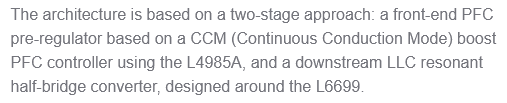 The architecture is based on a two-stage approach: a front-end PFC
pre-regulator based on a CCM (Continuous Conduction Mode) boost
PFC controller using the L4985A, and a downstream LLC resonant
half-bridge converter, designed around the L6699.